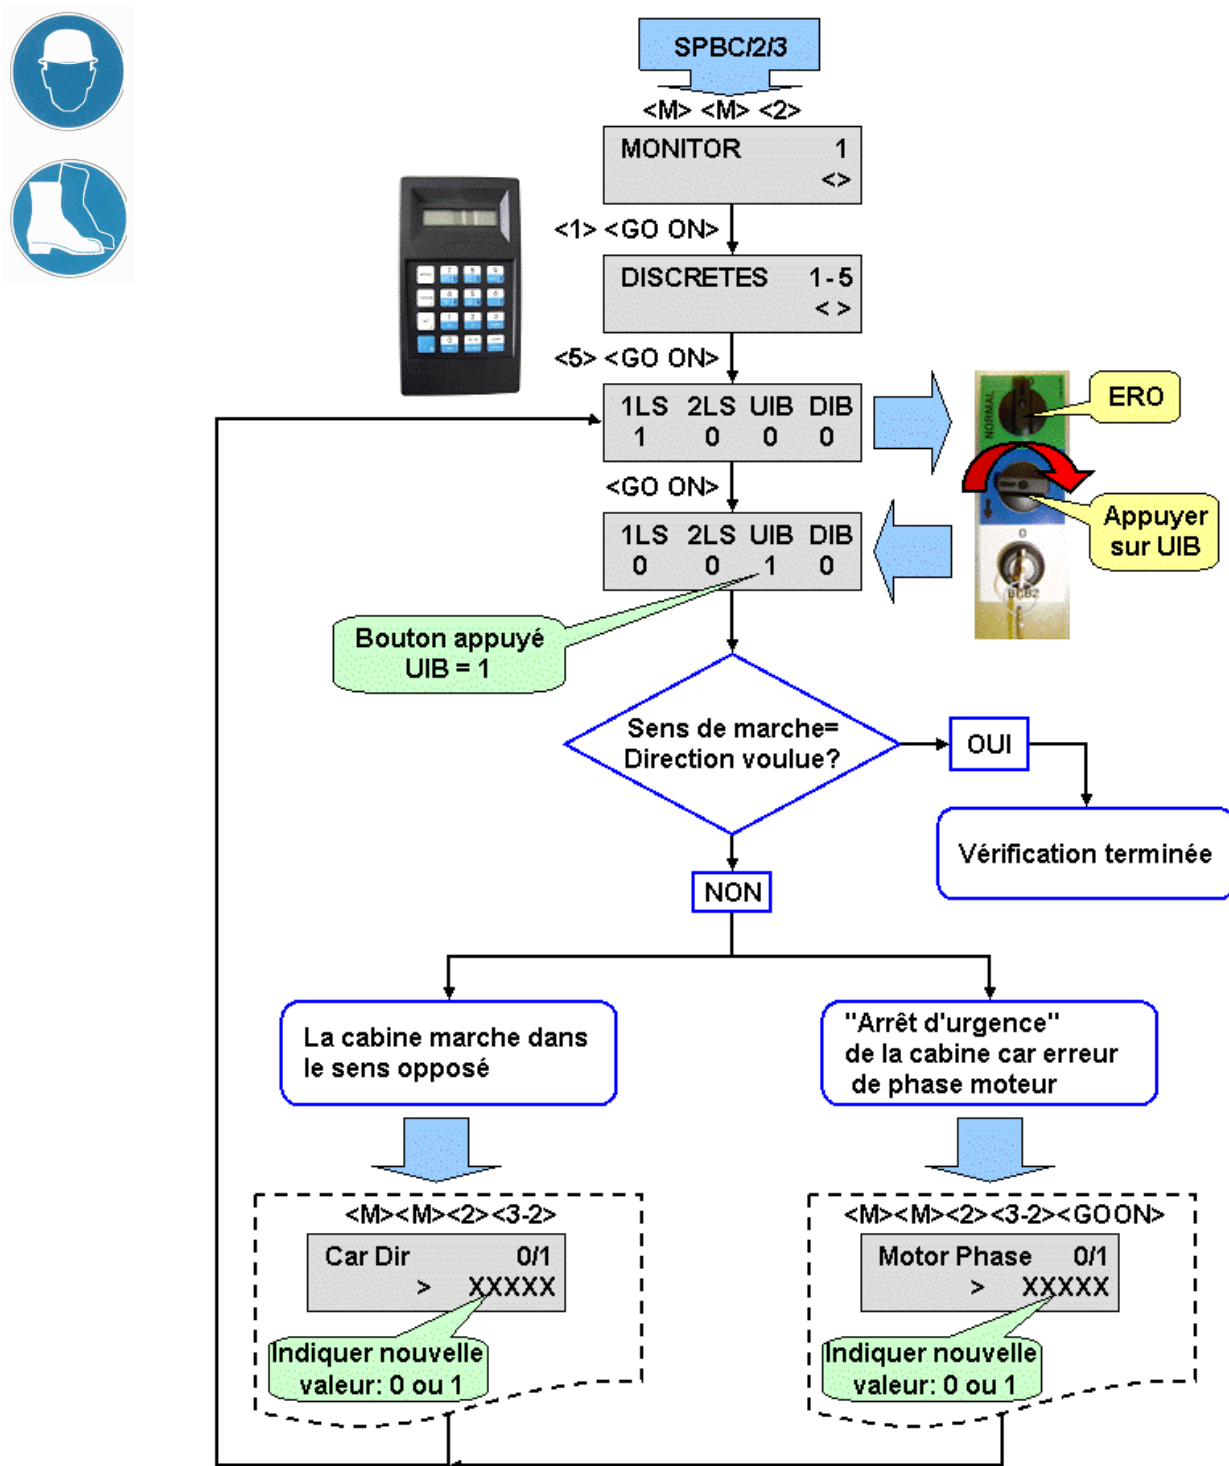 SPBC/2/3
<M> <M> <2>
MONITOR 1
<>
<1> <GO ON>
DISCRETES 1-5
< >
<5> <GO ON>
1LS 2LS UIB DIB
1 0 0 0
NORMAL
ERO
<GO ON>
1LS 2LS UIB DIB
0 0 1 0
Appuyer
sur UIB
0
Bouton appuyé
UIB = 1
Sens de marche=
Direction voulue?
OUI
Vérification terminée
NON
La cabine marche dans
le sens opposé
"Arrêt d'urgence"
de la cabine car erreur
de phase moteur
<M><M><2><3-2>
Car Dir 0/1
> XXXXX
Indiquer nouvelle
valeur: 0 ou 1
<M><M><2><3-2><GOON>
Motor Phase 0/1
> XXXXX
Indiquer nouvelle
valeur: 0 ou 1